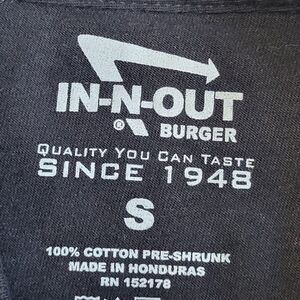 IN-N-OUT
® BURGER
QUALITY YOU CAN TASTE
SINCE 1948
S
100% COTTON PRE-SHRUNK
MADE IN HONDURAS
RN 152178